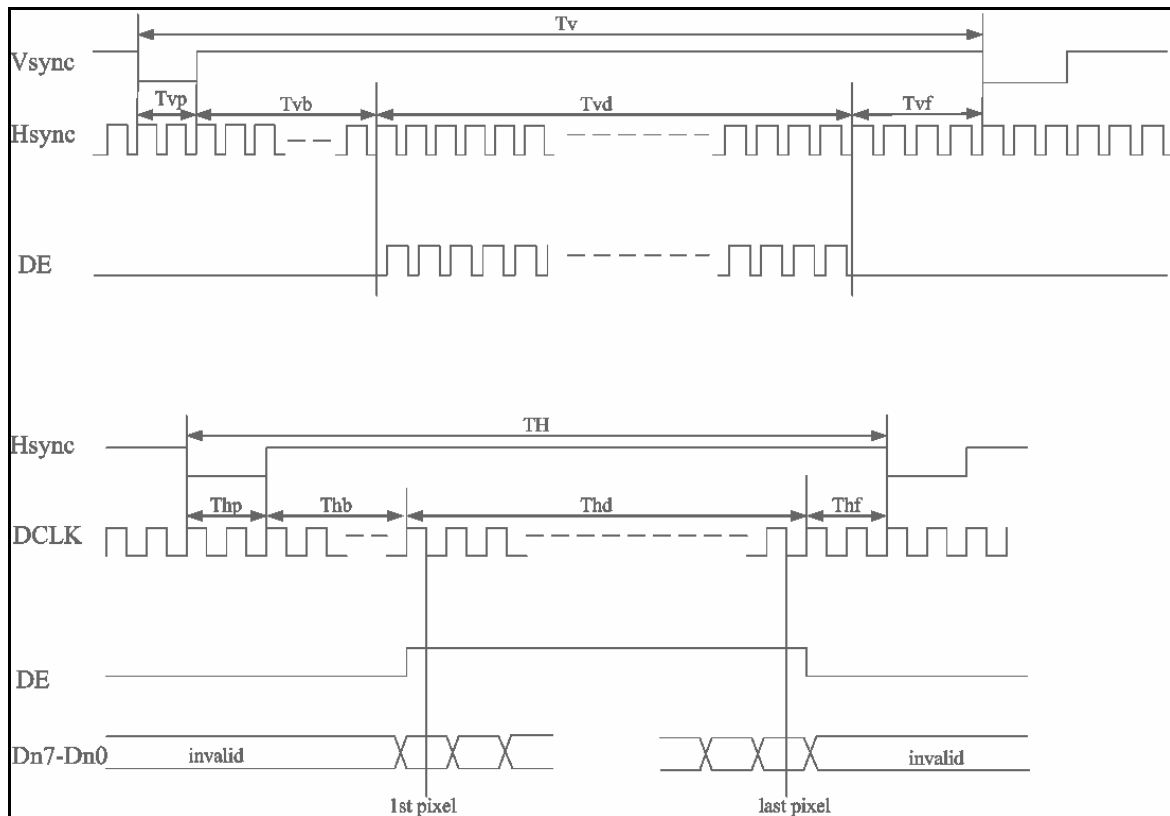 Tv
Vsync
Tvp Tvb Tvd Tvf
Hsync
DE
TH
Hsync
Thp Thb Thd Thf
DCLK
DE
Dn7-Dn0 invalid invalid
1st pixel last pixel